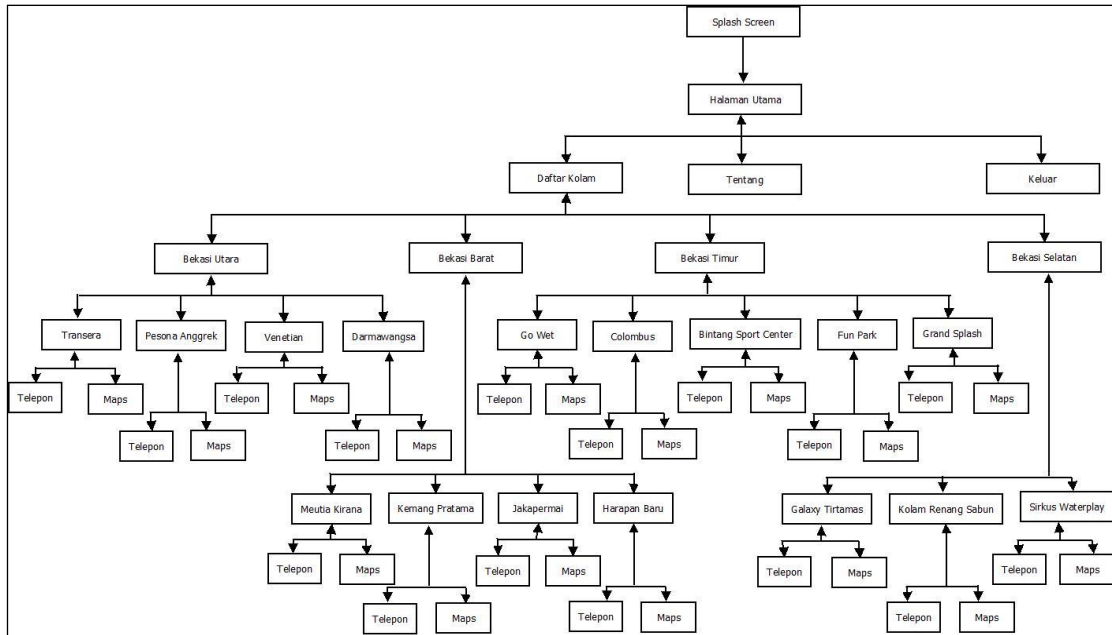 Splash Screen
Halaman Utama
Daftar Kolam
Tentang
Keluar
Bekasi Utara
Bekasi Barat
Bekasi Timur
Bekasi Selatan
Transera
Pesona Anggrek
Venetian
Darmawangsa
Go Wet
Colombus
Bintang Sport Center
Fun Park
Grand Splash
Telepon
Maps
Telepon
Maps
Telepon
Maps
Telepon
Maps
Telepon
Maps
Telepon
Maps
Telepon
Maps
Telepon
Maps
Telepon
Maps
Meutia Kirana
Kemang Pratama
Jakapermai
Harapan Baru
Galaxy Tirtamas
Kolam Renang Sabun
Sirkus Waterplay
Telepon
Maps
Telepon
Maps
Telepon
Maps
Telepon
Maps
Telepon
Maps
Telepon
Maps
Telepon
Maps